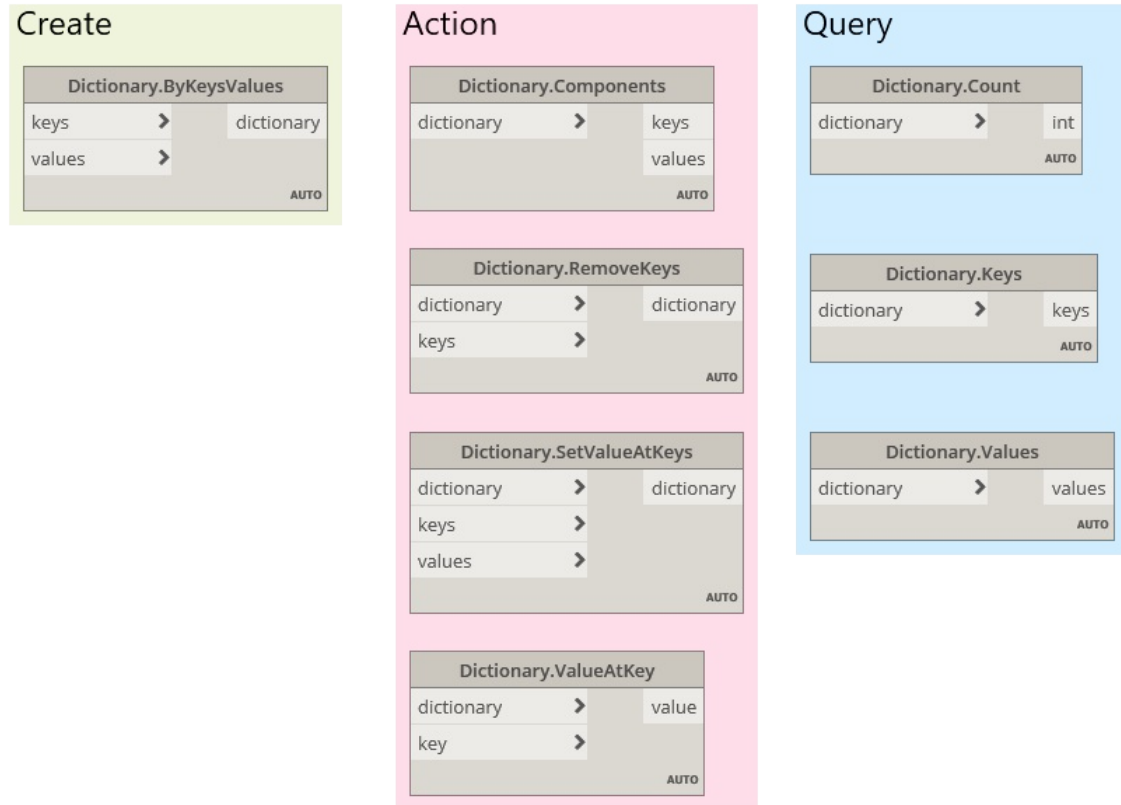 Create
Dictionary.ByKeysValues
keys dictionary
values
AUTO
Action
Dictionary.Components
dictionary keys
values
AUTO
Dictionary.RemoveKeys
dictionary dictionary
keys
AUTO
Dictionary.SetValueAtKeys
dictionary dictionary
keys
values
AUTO
Dictionary.ValueAtKey
dictionary value
key
AUTO
Query
Dictionary.Count
dictionary int
AUTO
Dictionary.Keys
dictionary keys
AUTO
Dictionary.Values
dictionary values
AUTO